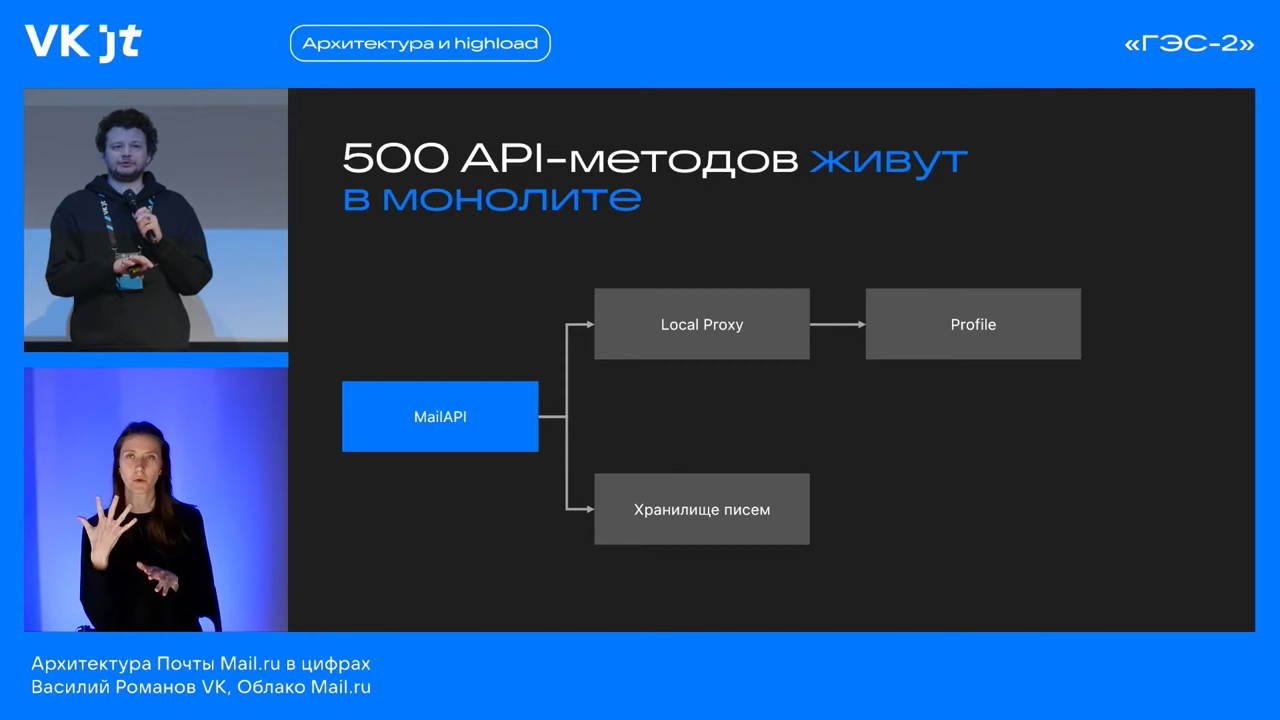 VK jt
Архитектура и highload
«ГЭС-2»
500 API-методов живут
в монолите
Local Proxy
Profile
MailAPI
Хранилище писем
Архитектура Почты Mail.ru в цифрах
Василий Романов VK, Облако Mail.ru